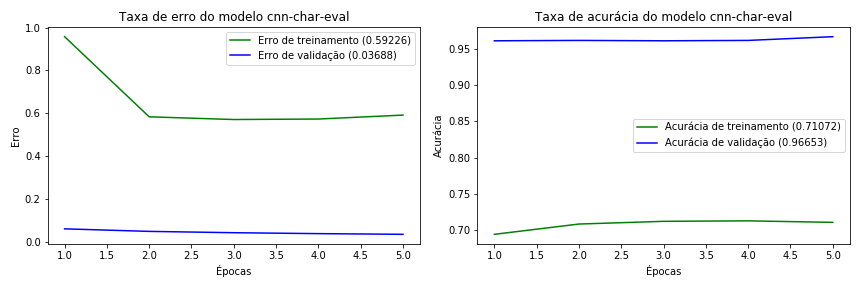 Taxa de erro do modelo cnn-char-eval
1.0
0.8
0.6
0.4
0.2
0.0
Erro
Erro de treinamento (0.59226)
Erro de validação (0.03688)
1.0 1.5 2.0 2.5 3.0 3.5 4.0 4.5 5.0
Épocas
Taxa de acurácia do modelo cnn-char-eval
0.95
0.90
0.85
0.80
0.75
0.70
Acurácia
Acurácia de treinamento (0.71072)
Acurácia de validação (0.96653)
1.0 1.5 2.0 2.5 3.0 3.5 4.0 4.5 5.0
Épocas